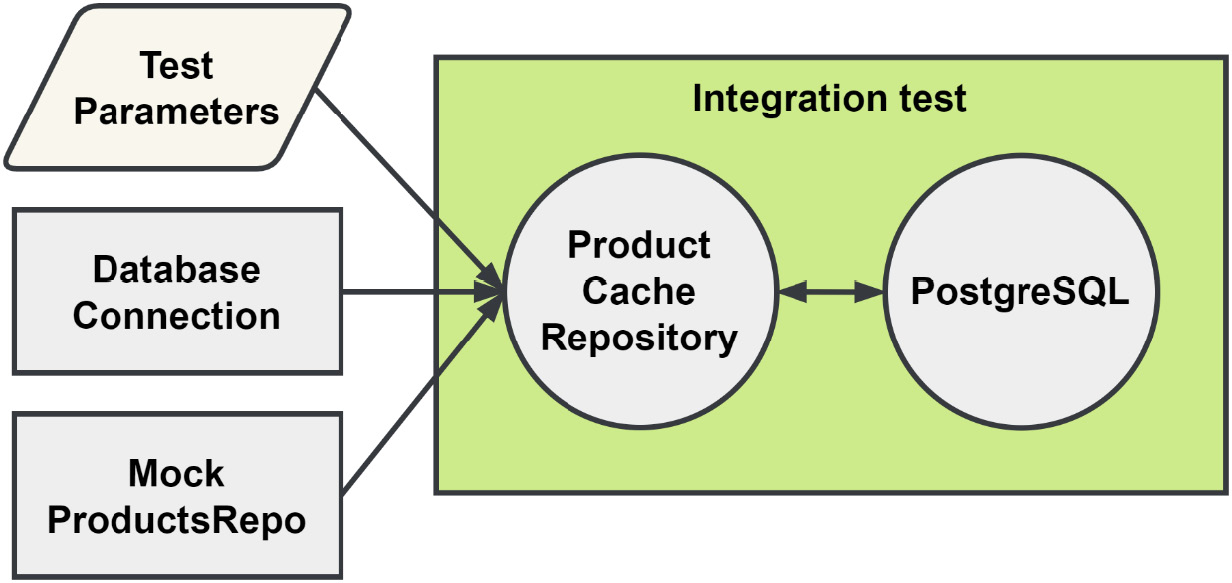 Test
Parameters
Database
Connection
Mock
ProductsRepo
Integration test
Product
Cache
Repository
PostgreSQL